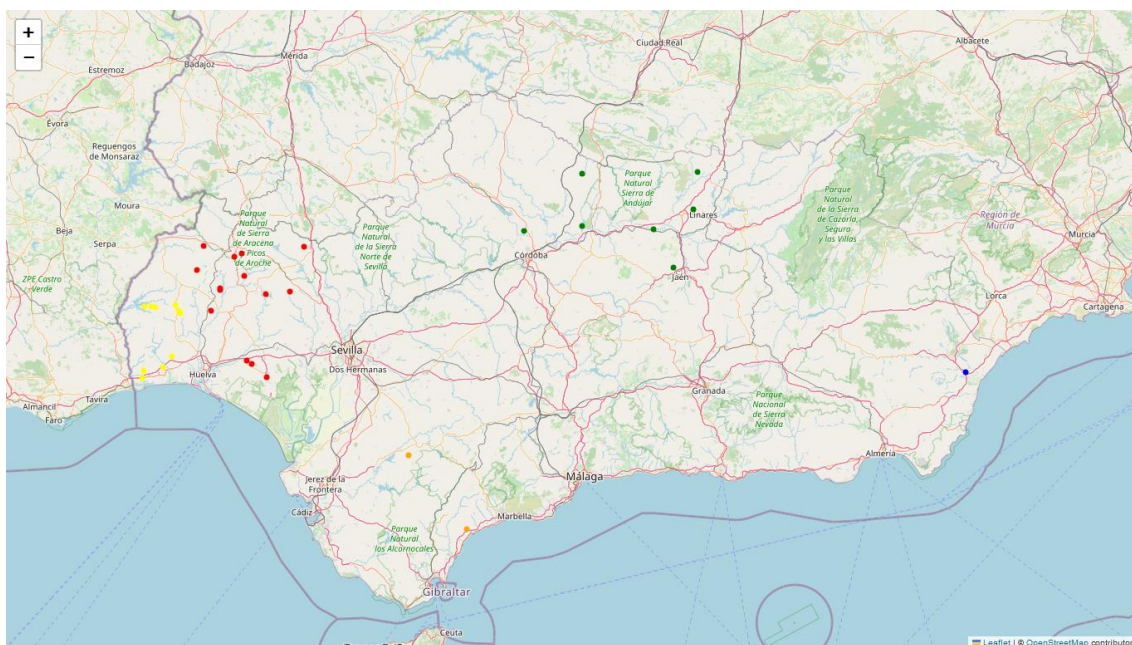 +
−
Estremoz
Badajoz
Mérida
Ciudad Real
Albacete
Évora
Reguengos
de Monsaraz
Moura
Beja
Serpa
ZPE Castro
Verde
Parque
Natural
de Sierra
de Aracena
y Picos
de Aroche
Parque
Natural
de la Sierra
Norte de
Sevilla
Parque
Natural
Sierra de
Andújar
Linares
Córdoba
Jaén
Parque
Natural
de la Sierra
de Cazorla,
Segura
y las Villas
Región de
Murcia
Murcia
Lorca
Cartagena
Sevilla
Dos Hermanas
Huelva
Tavira
Almancil
Faro
Granada
Parque
Nacional
de Sierra
Nevada
Almería
Málaga
Marbella
Jerez de la
Frontera
Cádiz
Parque
Natural
los Alcornocales
Gibraltar
Ceuta
Leaflet | © OpenStreetMap contributor